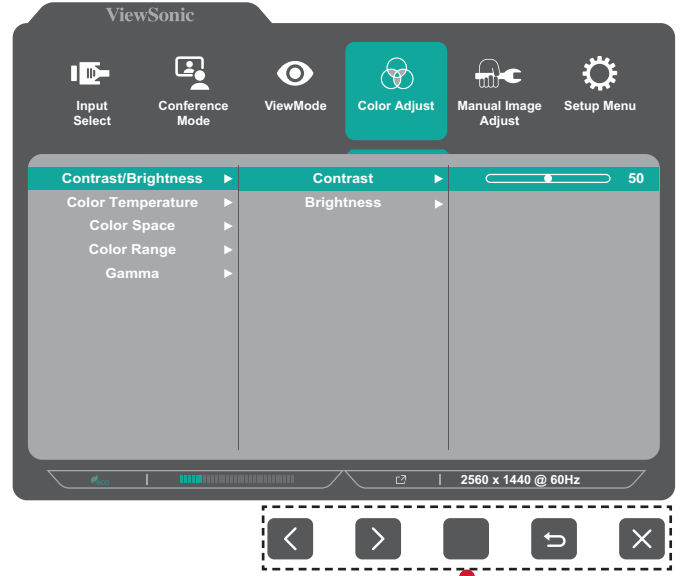 ViewSonic
Input Select
Conference Mode
ViewMode
Color Adjust
Manual Image Adjust
Setup Menu
Contrast/Brightness
Contrast
50
Color Temperature
Brightness
Color Space
Color Range
Gamma
eco
2560 x 1440 @ 60Hz